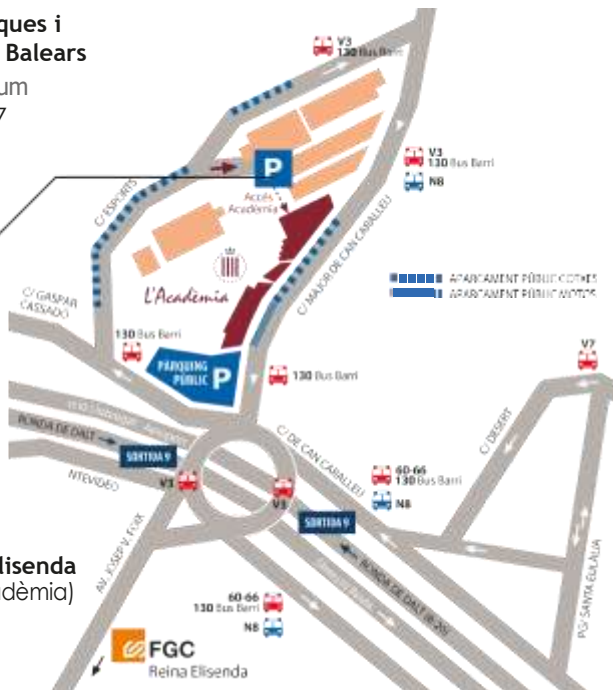 ques i
Balears
um
7
V3
130 Bus Barri
V3
130 Bus Barri
N8
P
Accés
Acadèmia
C/ ESPORTS
C/ MAJOR DE CAN CARALLEU
L'Acadèmia
C/ GASPAR
CASSADÓ
130 Bus Barri
APARCAMENT PÚBLIC COTXES
APARCAMENT PÚBLIC MOTOS
V7
PÀRQUING
PÚBLIC P
130 Bus Barri
C/ DESERT
RONDA DE DALT
SORTIDA 9
C/ DE CAN CARALLEU
NTEVIDEO
V3
V3
60-66
130 Bus Barri
N8
SORTIDA 9
AV. JOSEP V. FOIX
RONDA DE DALT (B-20)
PG/ SANTA EULÀLIA
lisenda
adèmia)
60-66
130 Bus Barri
N8
FGC
Reina Elisenda